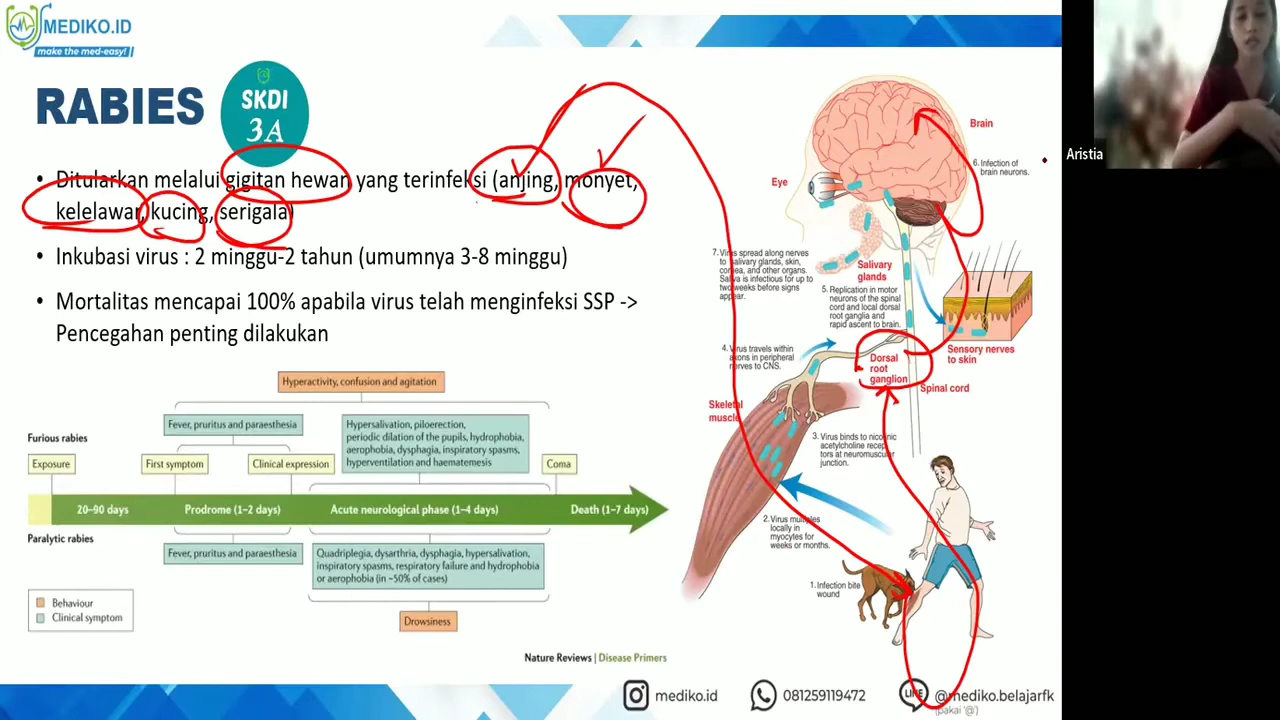 MEDIKO.ID
make the med-easy!
RABIES
SKDI
3A
• Ditularkan melalui gigitan hewan yang terinfeksi (anjing, monyet,
kelelawar, kucing, serigala)
• Inkubasi virus : 2 minggu-2 tahun (umumnya 3-8 minggu)
• Mortalitas mencapai 100% apabila virus telah menginfeksi SSP ->
Pencegahan penting dilakukan
Hyperactivity, confusion and agitation
Furious rabies
Fever, pruritus and paraesthesia
Hypersalivation, piloerection,
periodic dilation of the pupils, hydrophobia,
aerophobia, dysphagia, inspiratory spasms,
hyperventilation and haematemesis
Exposure
First symptom
Clinical expression
Coma
20–90 days
Prodrome (1–2 days)
Acute neurological phase (1–4 days)
Death (1–7 days)
Paralytic rabies
Fever, pruritus and paraesthesia
Quadriplegia, dysarthria, dysphagia, hypersalivation,
inspiratory spasms, respiratory failure and hydrophobia
or aerophobia (in ~50% of cases)
Behaviour
Clinical symptom
Drowsiness
Nature Reviews | Disease Primers
Brain
6. Infection of
brain neurons.
Eye
7. Virus spread along nerves
to salivary glands, skin,
cornea, and other organs.
Saliva is infectious for up to
two weeks before signs
appear.
Salivary
glands
5. Replication in motor
neurons of the spinal
cord and local dorsal
root ganglia and
rapid ascent to brain.
Sensory nerves
to skin
4. Virus travels within
axons in peripheral
nerves to CNS.
Dorsal
root
ganglion
Spinal cord
Skeletal
muscle
3. Virus binds to nicotinic
acetylcholine recep-
tors at neuromuscular
junction.
2. Virus multiples
locally in
myocytes for
weeks or months.
1. Infection bite
wound
mediko.id
081259119472
LINE
@mediko.belajarfk
(pakai '@')
Aristia